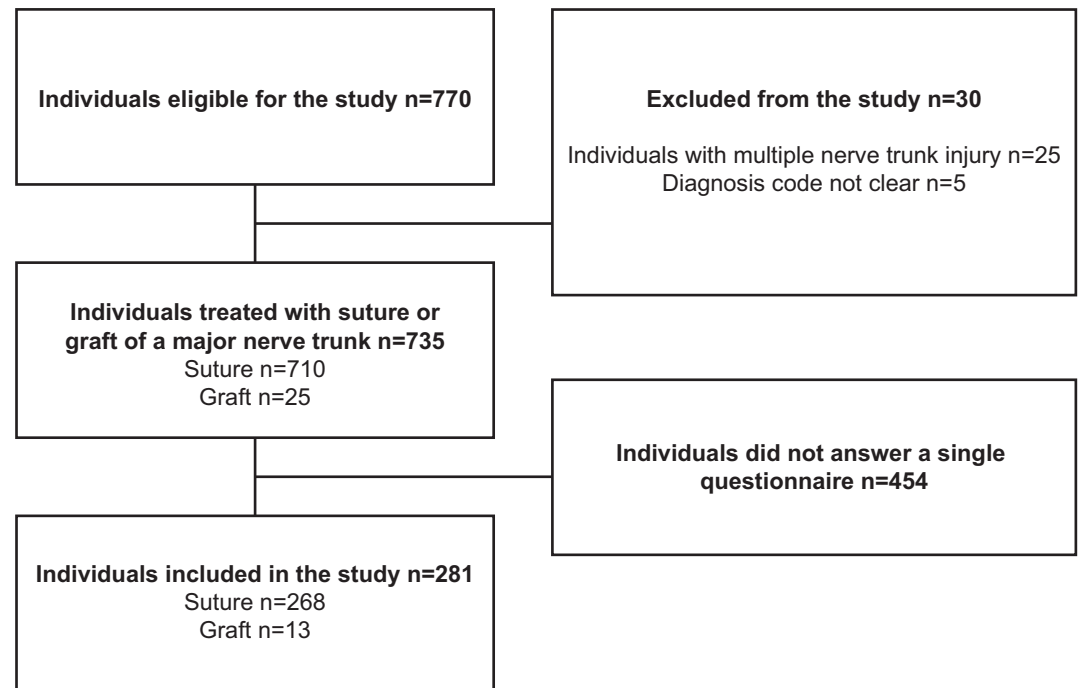 Individuals eligible for the study n=770
Excluded from the study n=30
Individuals with multiple nerve trunk injury n=25
Diagnosis code not clear n=5
Individuals treated with suture or
graft of a major nerve trunk n=735
Suture n=710
Graft n=25
Individuals did not answer a single
questionnaire n=454
Individuals included in the study n=281
Suture n=268
Graft n=13